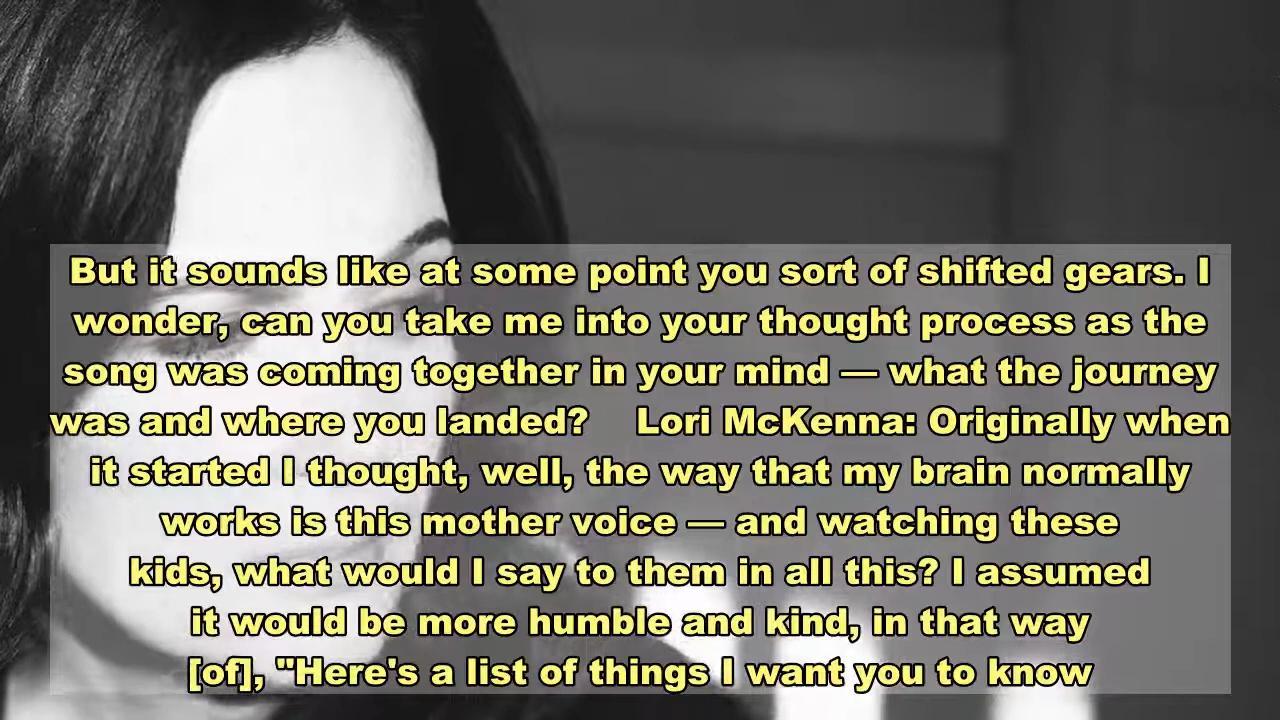 But it sounds like at some point you sort of shifted gears. I
wonder, can you take me into your thought process as the
song was coming together in your mind — what the journey
was and where you landed? Lori McKenna: Originally when
it started I thought, well, the way that my brain normally
works is this mother voice — and watching these
kids, what would I say to them in all this? I assumed
it would be more humble and kind, in that way
[of], "Here's a list of things I want you to know